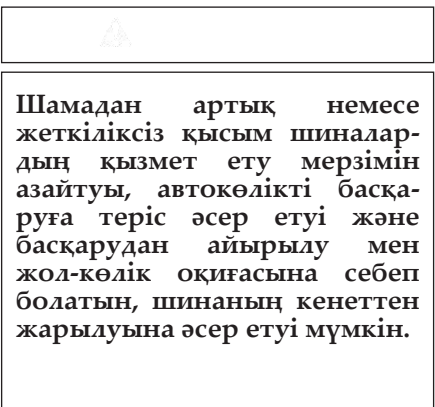 Шамадан артық немесе
жеткіліксіз қысым шиналар-
дың қызмет ету мерзімін
азайтуы, автокөлікті басқа-
руға теріс әсер етуі және
басқарудан айырылу мен
жол-көлік оқиғасына себеп
болатын, шинаның кенеттен
жарылуына әсер етуі мүмкін.